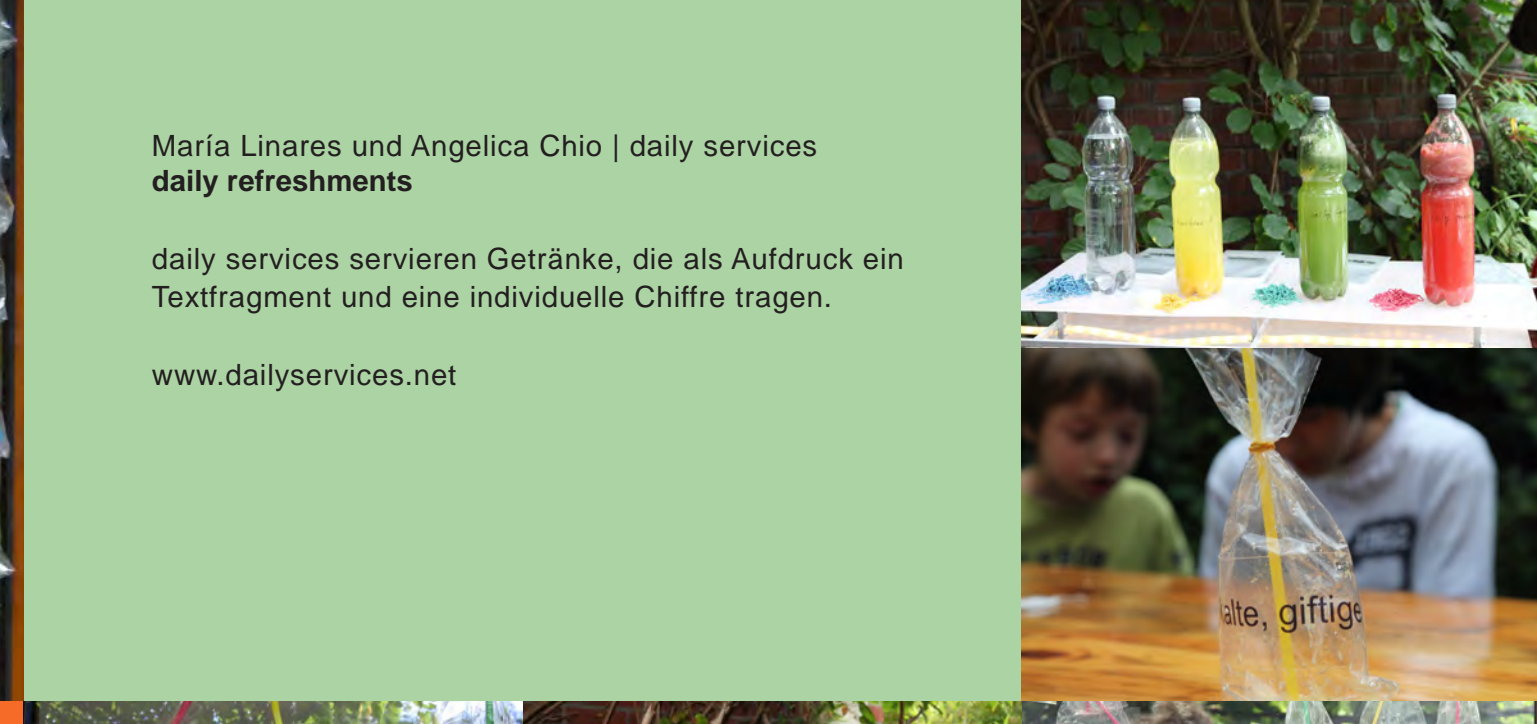 María Linares und Angelica Chio | daily services
daily refreshments
daily services servieren Getränke, die als Aufdruck ein
Textfragment und eine individuelle Chiffre tragen.
www.dailyservices.net
giftige